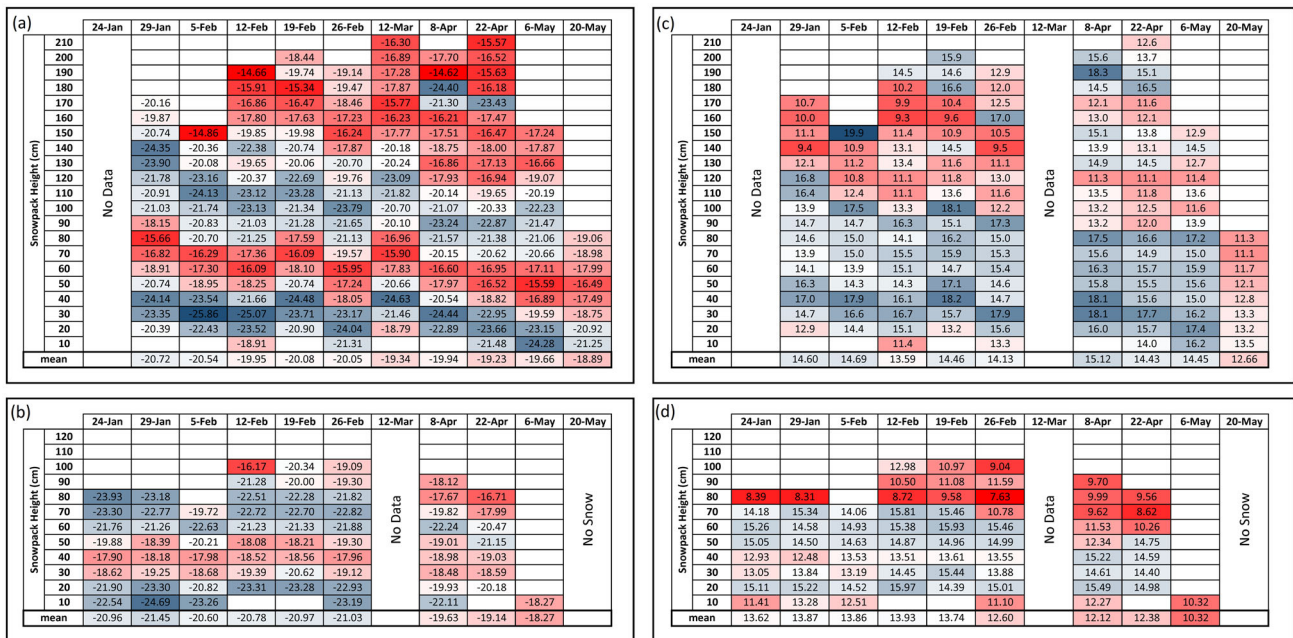 (a)
24-Jan 29-Jan 5-Feb 12-Feb 19-Feb 26-Feb 12-Mar 8-Apr 22-Apr 6-May 20-May
Snowpack Height (cm)
No Data
210 -16.30 -15.57
200 -18.44 -16.89 -17.70 -16.52
190 -14.66 -19.74 -19.14 -17.28 -14.62 -15.63
180 -15.91 -15.34 -19.47 -17.87 -24.40 -16.18
170 -20.16 -16.86 -16.47 -18.46 -15.77 -21.30 -23.43
160 -19.87 -17.80 -17.63 -17.23 -16.23 -16.21 -17.47
150 -20.74 -14.86 -19.85 -19.98 -16.24 -17.77 -17.51 -16.47 -17.24
140 -24.35 -20.36 -22.38 -20.74 -17.87 -20.18 -18.75 -18.00 -17.87
130 -23.90 -20.08 -19.65 -20.06 -20.70 -20.24 -16.86 -17.13 -16.66
120 -21.78 -23.16 -20.37 -22.69 -19.76 -23.09 -17.93 -16.94 -19.07
110 -20.91 -24.13 -23.12 -23.28 -21.13 -21.82 -20.14 -19.65 -20.19
100 -21.03 -21.74 -23.13 -21.34 -23.79 -20.70 -21.07 -20.33 -22.23
90 -18.15 -20.83 -21.03 -21.28 -21.65 -20.10 -23.24 -22.87 -21.47
80 -15.66 -20.70 -21.25 -17.59 -21.13 -16.96 -21.57 -21.38 -21.06 -19.06
70 -16.82 -16.29 -17.36 -16.09 -19.57 -15.90 -20.15 -20.62 -20.66 -18.98
60 -18.91 -17.30 -16.09 -18.10 -15.95 -17.83 -16.60 -16.95 -17.11 -17.99
50 -20.74 -18.95 -18.25 -20.74 -17.24 -20.66 -17.97 -16.52 -15.59 -16.49
40 -24.14 -23.54 -21.66 -24.48 -18.05 -24.63 -20.54 -18.82 -16.89 -17.49
30 -23.35 -25.86 -25.07 -23.71 -23.17 -21.46 -24.44 -22.95 -19.59 -18.75
20 -20.39 -22.43 -23.52 -20.90 -24.04 -18.79 -22.89 -23.66 -23.15 -20.92
10 -18.91 -21.31 -21.48 -24.28 -21.25
mean -20.72 -20.54 -19.95 -20.08 -20.05 -19.34 -19.94 -19.23 -19.66 -18.89
(c)
24-Jan 29-Jan 5-Feb 12-Feb 19-Feb 26-Feb 12-Mar 8-Apr 22-Apr 6-May 20-May
Snowpack Height (cm)
No Data
No Data
210 12.6
200 15.9 15.6 13.7
190 14.5 14.6 12.9 18.3 15.1
180 10.2 16.6 12.0 14.5 16.5
170 10.7 9.9 10.4 12.5 12.1 11.6
160 10.0 9.3 9.6 17.0 13.0 12.1
150 11.1 19.9 11.4 10.9 10.5 15.1 13.8 12.9
140 9.4 10.9 13.1 14.5 9.5 13.9 13.1 14.5
130 12.1 11.2 13.4 11.6 11.1 14.9 14.5 12.7
120 16.8 10.8 11.1 11.8 13.0 11.3 11.1 11.4
110 16.4 12.4 11.1 13.6 11.6 13.5 11.8 13.6
100 13.9 17.5 13.3 18.1 12.2 13.2 12.5 11.6
90 14.7 14.7 16.3 15.1 17.3 13.2 12.0 13.9
80 14.6 15.0 14.1 16.2 15.0 17.5 16.6 17.2 11.3
70 13.9 15.0 15.5 15.9 15.3 15.6 14.9 15.0 11.1
60 14.1 13.9 15.1 14.7 15.4 16.3 15.7 15.9 11.7
50 16.3 14.3 14.3 17.1 14.6 15.8 15.5 15.6 12.1
40 17.0 17.9 16.1 18.2 14.7 18.1 15.6 15.0 12.8
30 14.7 16.6 16.7 15.7 17.9 18.1 17.7 16.2 13.3
20 12.9 14.4 15.1 13.2 15.6 16.0 15.7 17.4 13.2
10 11.4 13.3 14.0 16.2 13.5
mean 14.60 14.69 13.59 14.46 14.13 15.12 14.43 14.45 12.66
(b)
24-Jan 29-Jan 5-Feb 12-Feb 19-Feb 26-Feb 12-Mar 8-Apr 22-Apr 6-May 20-May
Snowpack Height (cm)
No Data
No Snow
120
110
100 -16.17 -20.34 -19.09
90 -21.28 -20.00 -19.30 -18.12
80 -23.93 -23.18 -22.51 -22.28 -21.82 -17.67 -16.71
70 -23.30 -22.77 -19.72 -22.72 -22.70 -22.82 -19.82 -17.99
60 -21.76 -21.26 -22.63 -21.23 -21.33 -21.88 -22.24 -20.47
50 -19.88 -18.39 -20.21 -18.08 -18.21 -19.30 -19.01 -21.15
40 -17.90 -18.18 -17.98 -18.52 -18.56 -17.96 -18.98 -19.03
30 -18.62 -19.25 -18.68 -19.39 -20.62 -19.12 -18.48 -18.59
20 -21.90 -23.30 -20.82 -23.31 -23.28 -22.93 -19.93 -20.18
10 -22.54 -24.69 -23.26 -23.19 -22.11 -18.27
mean -20.96 -21.45 -20.60 -20.78 -20.97 -21.03 -19.63 -19.14 -18.27
(d)
24-Jan 29-Jan 5-Feb 12-Feb 19-Feb 26-Feb 12-Mar 8-Apr 22-Apr 6-May 20-May
Snowpack Height (cm)
No Data
No Snow
120
110
100 12.98 10.97 9.04
90 10.50 11.08 11.59 9.70
80 8.39 8.31 8.72 9.58 7.63 9.99 9.56
70 14.18 15.34 14.06 15.81 15.46 10.78 9.62 8.62
60 15.26 14.58 14.93 15.38 15.93 15.46 11.53 10.26
50 15.05 14.50 14.63 14.87 14.96 14.99 12.34 14.75
40 12.93 12.48 13.53 13.51 13.61 13.55 15.22 14.59
30 13.05 13.84 13.19 14.45 15.44 13.88 14.61 14.40
20 15.11 15.22 14.52 15.97 14.39 15.01 15.49 14.98
10 11.41 13.28 12.51 11.10 12.27 10.32
mean 13.62 13.87 13.86 13.93 13.74 12.60 12.12 12.38 10.32